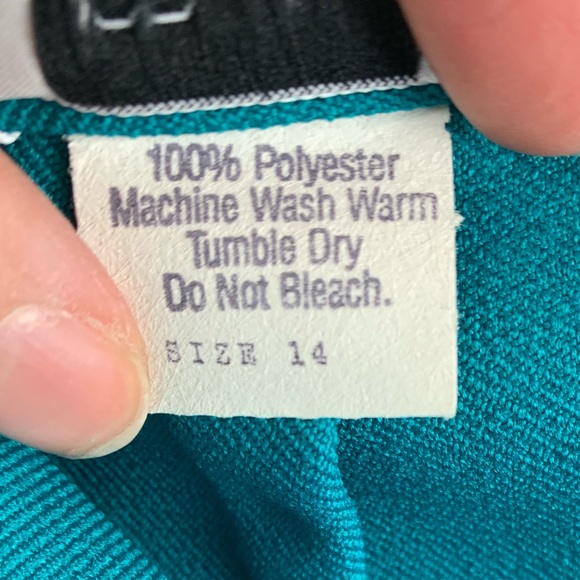 100% Polyester
Machine Wash Warm
Tumble Dry
Do Not Bleach.
SIZE 14